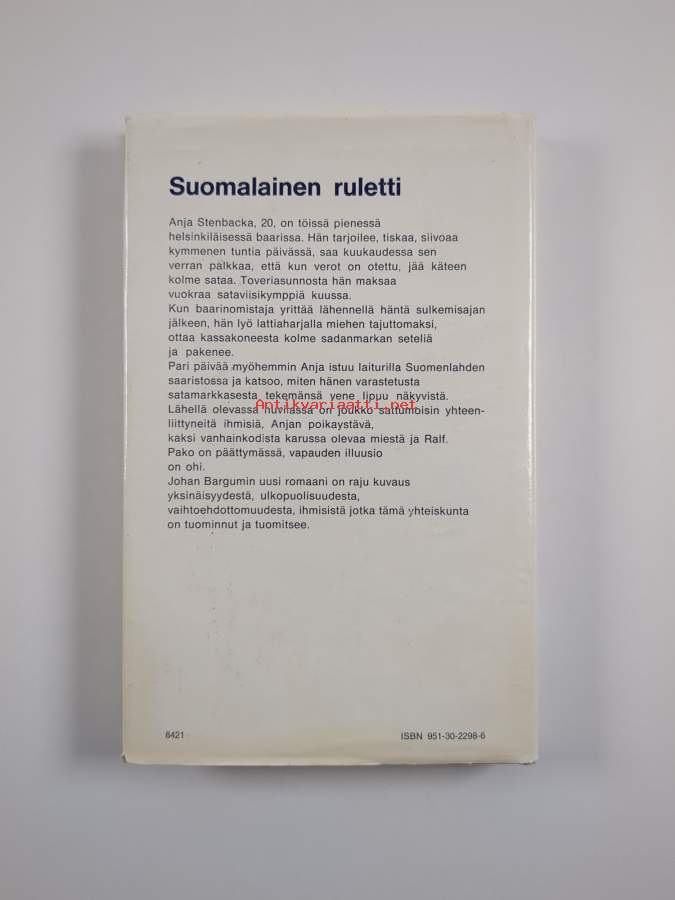 Suomalainen ruletti
Anja Stenbacka, 20, on töissä pienessä
helsinkiläisessä baarissa. Hän tarjoilee, tiskaa, siivoaa
kymmenen tuntia päivässä, saa kuukaudessa sen
verran palkkaa, että kun verot on otettu, jää käteen
kolme sataa. Toveriasunnosta hän maksaa
vuokraa sataviisikymppiä kuussa.
Kun baarinomistaja yrittää lähennellä häntä sulkemisajan
jälkeen, hän lyö lattiaharjalla miehen tajuttomaksi,
ottaa kassakoneesta kolme sadanmarkan seteliä
ja pakenee.
Pari päivää myöhemmin Anja istuu laiturilla Suomenlahden
saaristossa ja katsoo, miten hänen varastetusta
satamarkkasesta tekemänsä vene lipuu näkyvistä.
Antikvariaatti.net
Lähellä olevassa huvilassa on joukko sattumoisin yhteen-
liittyneitä ihmisiä, Anjan poikaystävä,
kaksi vanhainkodista karussa olevaa miestä ja Ralf.
Pako on päättymässä, vapauden illuusio
on ohi.
Johan Bargumin uusi romaani on raju kuvaus
yksinäisyydestä, ulkopuolisuudesta,
vaihtoehdottomuudesta, ihmisistä jotka tämä yhteiskunta
on tuominnut ja tuomitsee.
8421
ISBN 951-30-2298-6